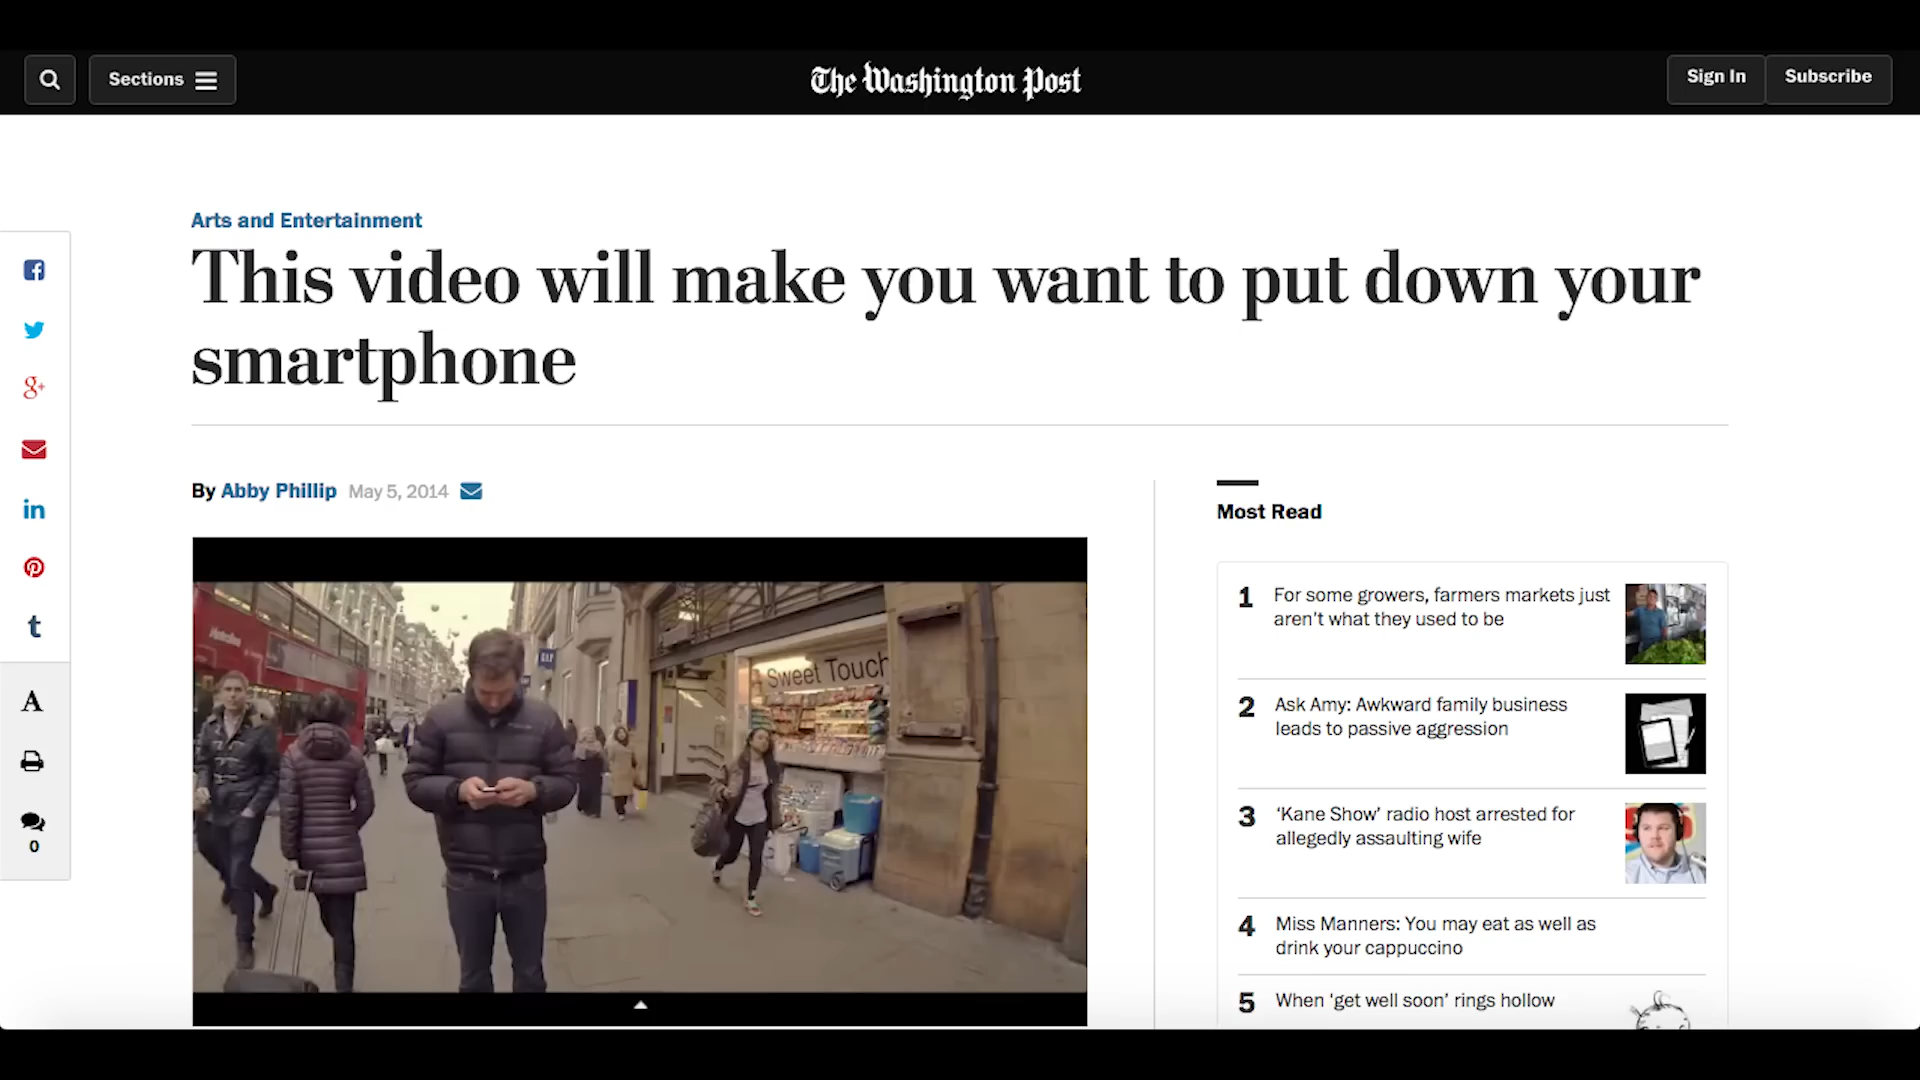 Sections
The Washington Post
Sign In
Subscribe
Arts and Entertainment
This video will make you want to put down your
smartphone
By Abby Phillip May 5, 2014
g+
in
t
A
0
Sweet Touch
Most Read
1 For some growers, farmers markets just
aren't what they used to be
2 Ask Amy: Awkward family business
leads to passive aggression
3 ‘Kane Show’ radio host arrested for
allegedly assaulting wife
4 Miss Manners: You may eat as well as
drink your cappuccino
5 When ‘get well soon’ rings hollow